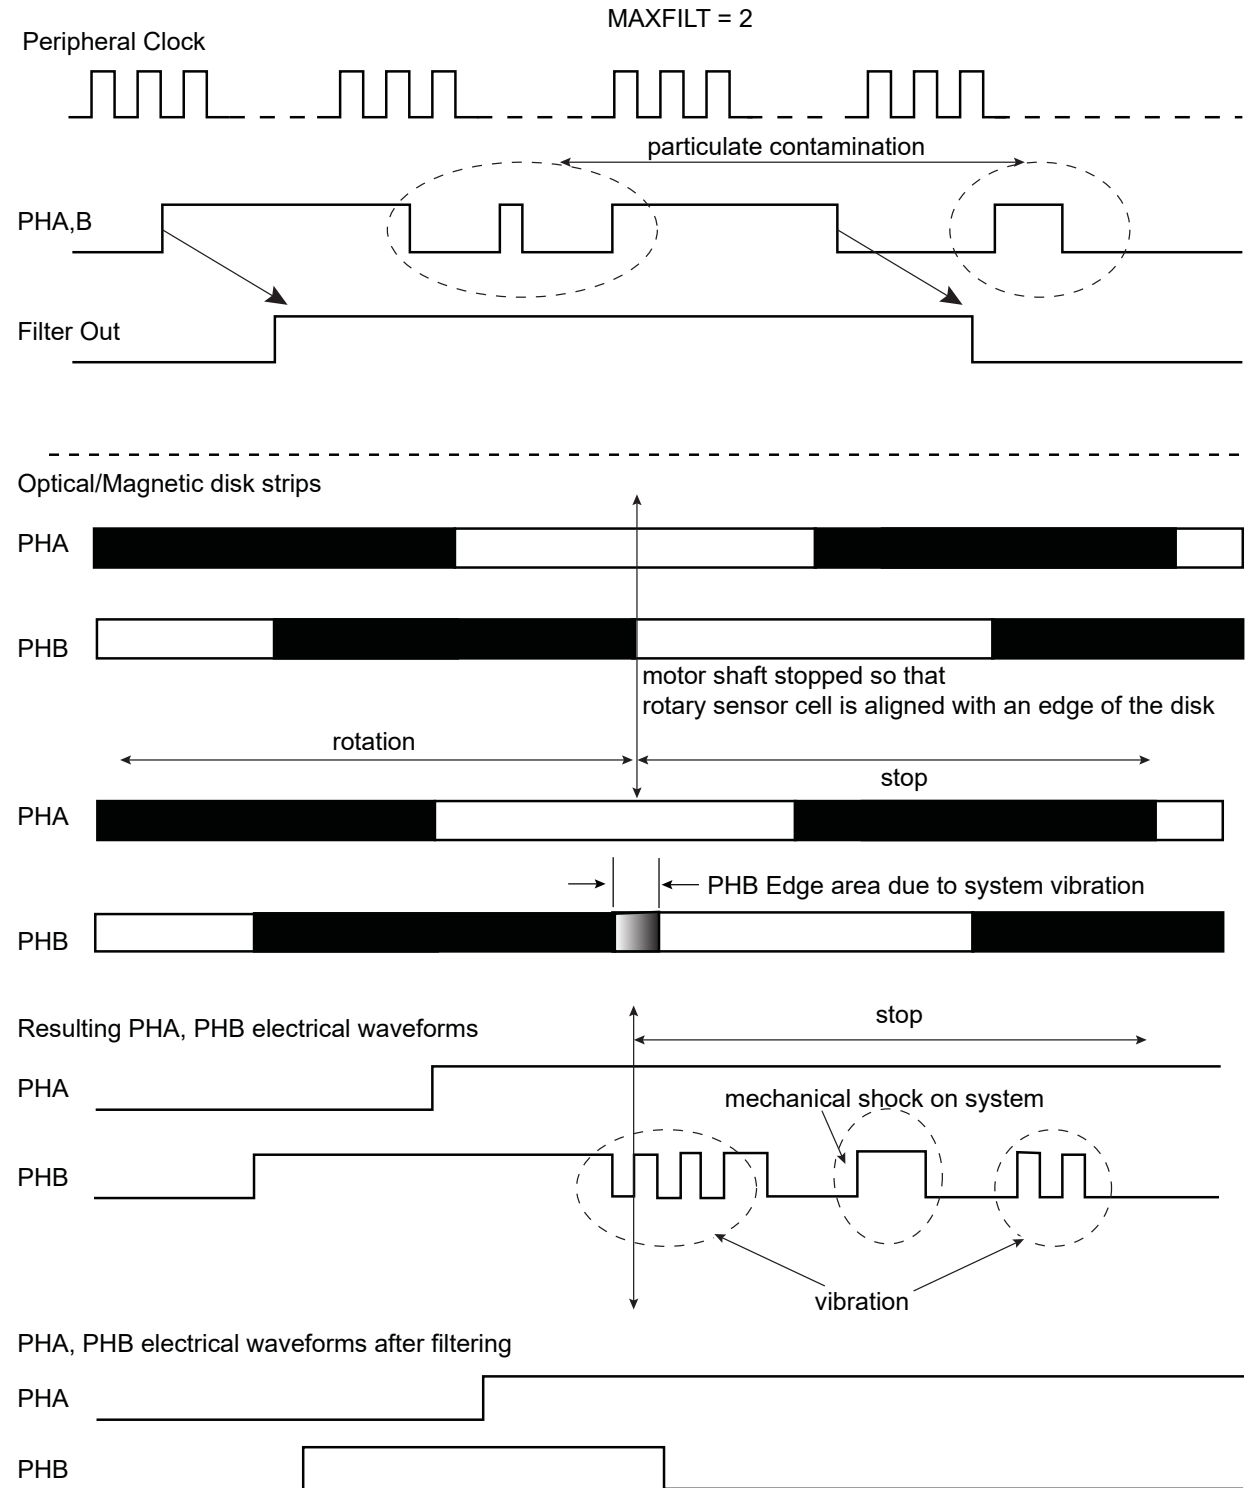 MAXFILT = 2
Peripheral Clock
particulate contamination
PHA,B
Filter Out
Optical/Magnetic disk strips
PHA
PHB
motor shaft stopped so that
rotary sensor cell is aligned with an edge of the disk
rotation
stop
PHA
PHB Edge area due to system vibration
PHB
Resulting PHA, PHB electrical waveforms
stop
PHA
mechanical shock on system
PHB
vibration
PHA, PHB electrical waveforms after filtering
PHA
PHB